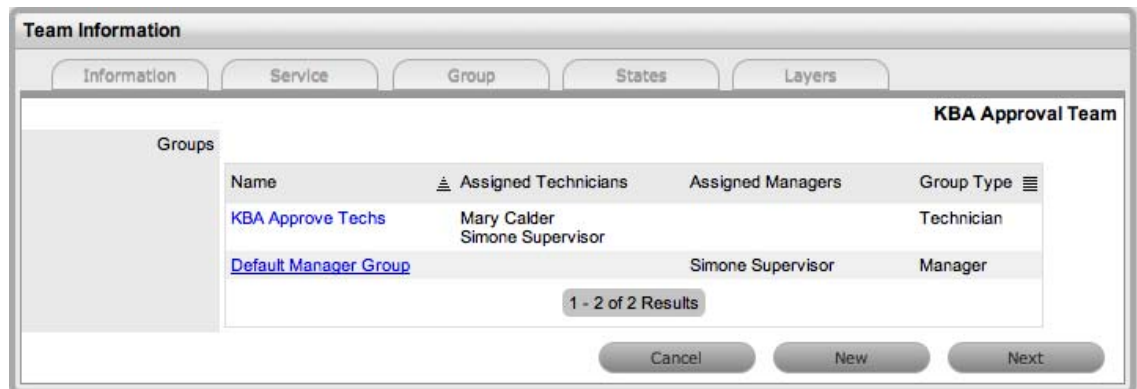 Team Information
Information Service Group States Layers
KBA Approval Team
Groups
Name Assigned Technicians Assigned Managers Group Type
KBA Approve Techs Mary Calder Technician
Simone Supervisor
Default Manager Group Simone Supervisor Manager
1 - 2 of 2 Results
Cancel New Next